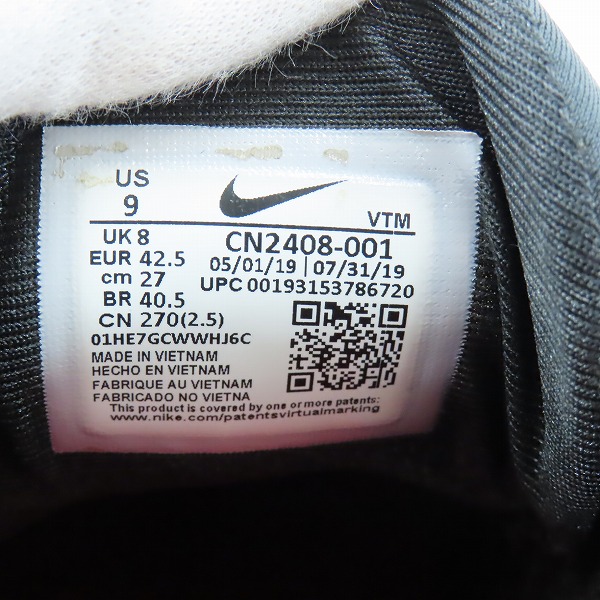 US
9
VTM
UK 8
EUR 42.5
cm 27
BR 40.5
CN 270(2.5)
CN2408-001
05/01/19 | 07/31/19
UPC 00193153786720
01HE7GCWWHJ6C
MADE IN VIETNAM
HECHO EN VIETNAM
FABRIQUE AU VIETNAM
FABRICADO NO VIETNA
This product is covered by one or more patents:
www.nike.com/patentsvirtualmarking